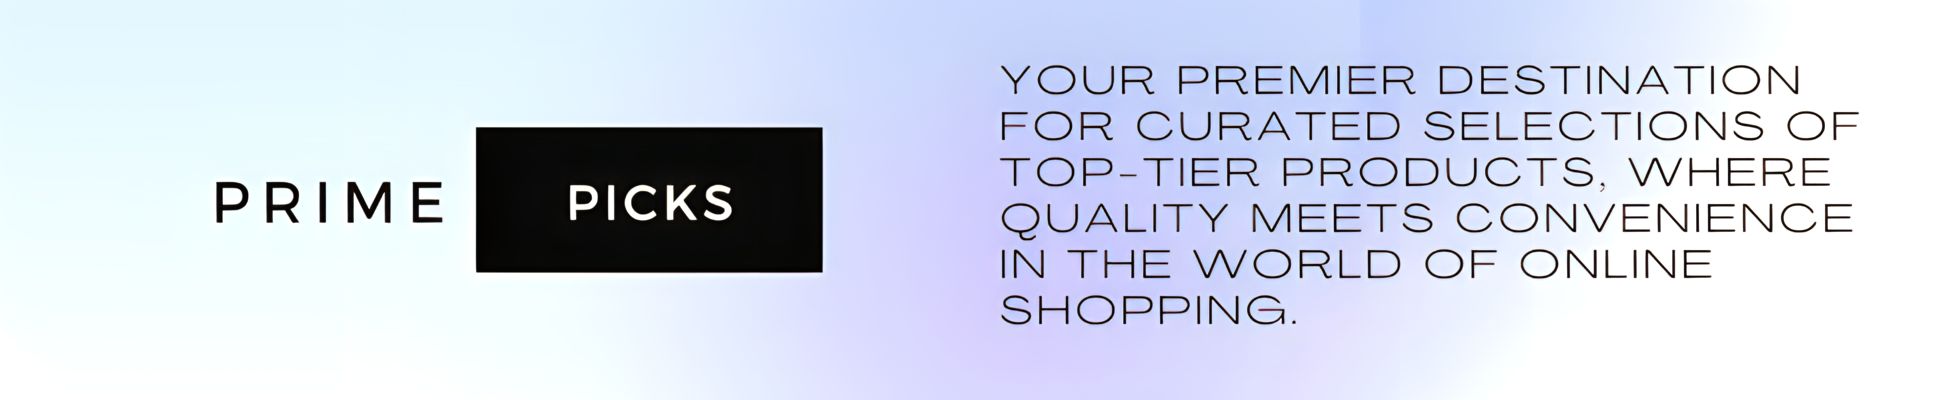 PRIME PICKS
YOUR PREMIER DESTINATION
FOR CURATED SELECTIONS OF
TOP-TIER PRODUCTS, WHERE
QUALITY MEETS CONVENIENCE
IN THE WORLD OF ONLINE
SHOPPING.